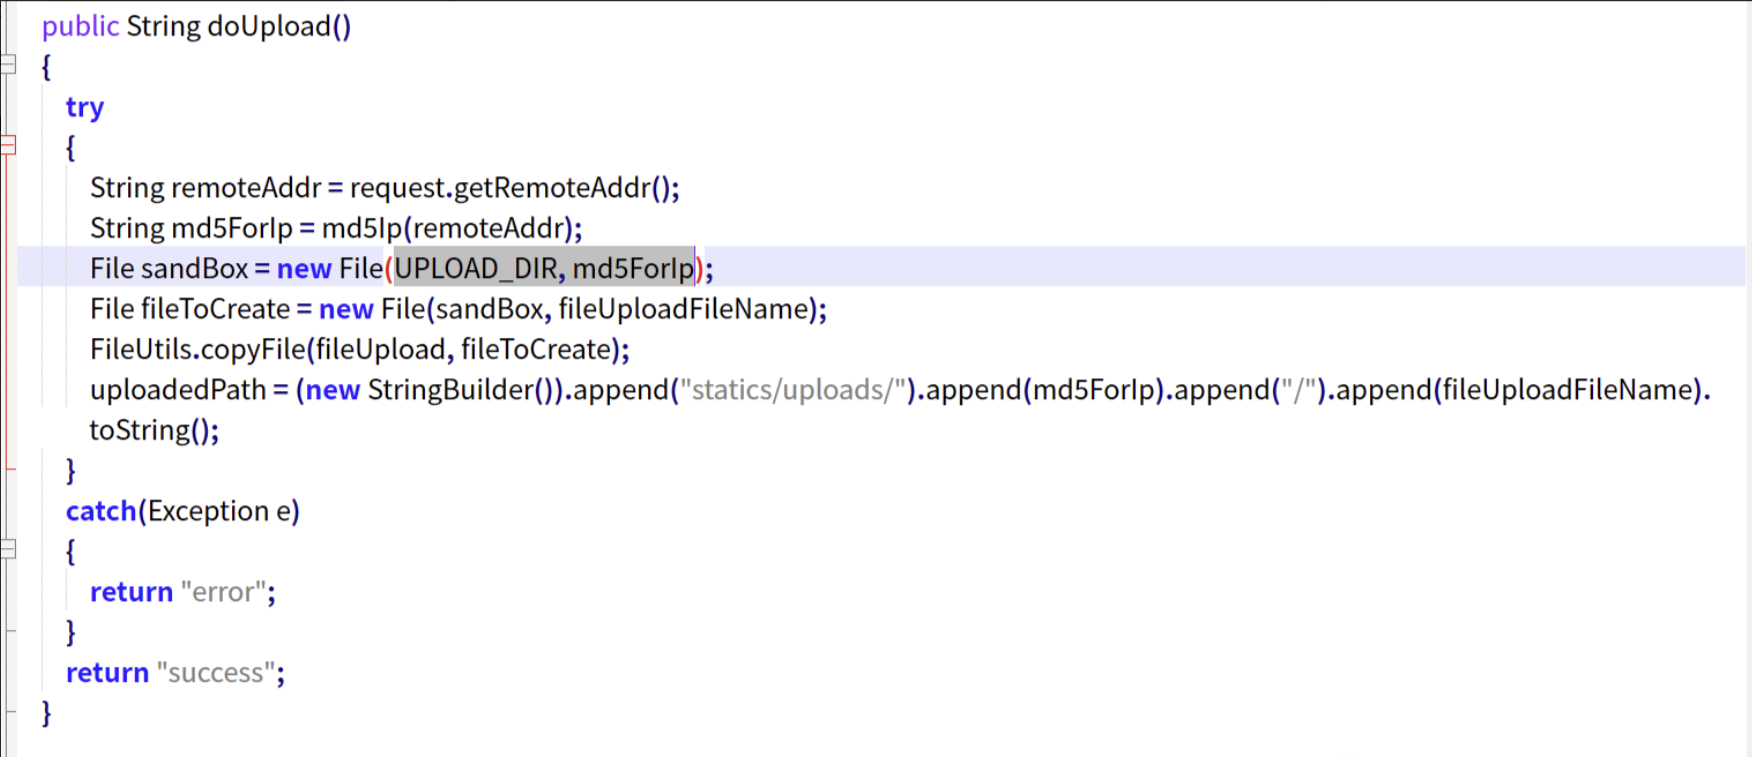 public String doUpload()
{
try
{
String remoteAddr = request.getRemoteAddr();
String md5ForIp = md5Ip(remoteAddr);
File sandBox = new File(UPLOAD_DIR, md5ForIp);
File fileToCreate = new File(sandBox, fileUploadFileName);
FileUtils.copyFile(fileUpload, fileToCreate);
uploadedPath = (new StringBuilder()).append("statics/uploads/").append(md5ForIp).append("/").append(fileUploadFileName).
toString();
}
catch(Exception e)
{
return "error";
}
return "success";
}